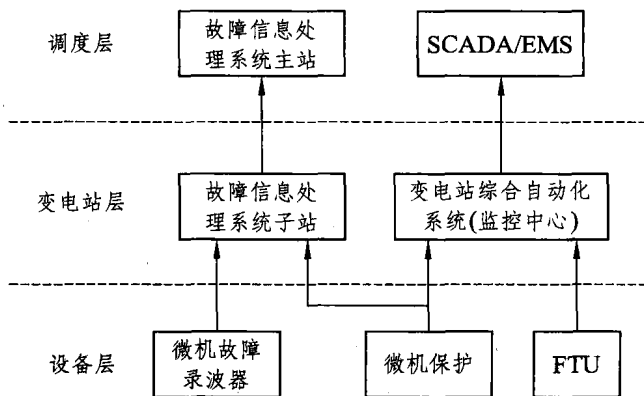 调度层
故障信息处
理系统主站
SCADA/EMS
变电站层
故障信息处
理系统子站
变电站综合自动化
系统(监控中心)
设备层
微机故障
录波器
微机保护
FTU